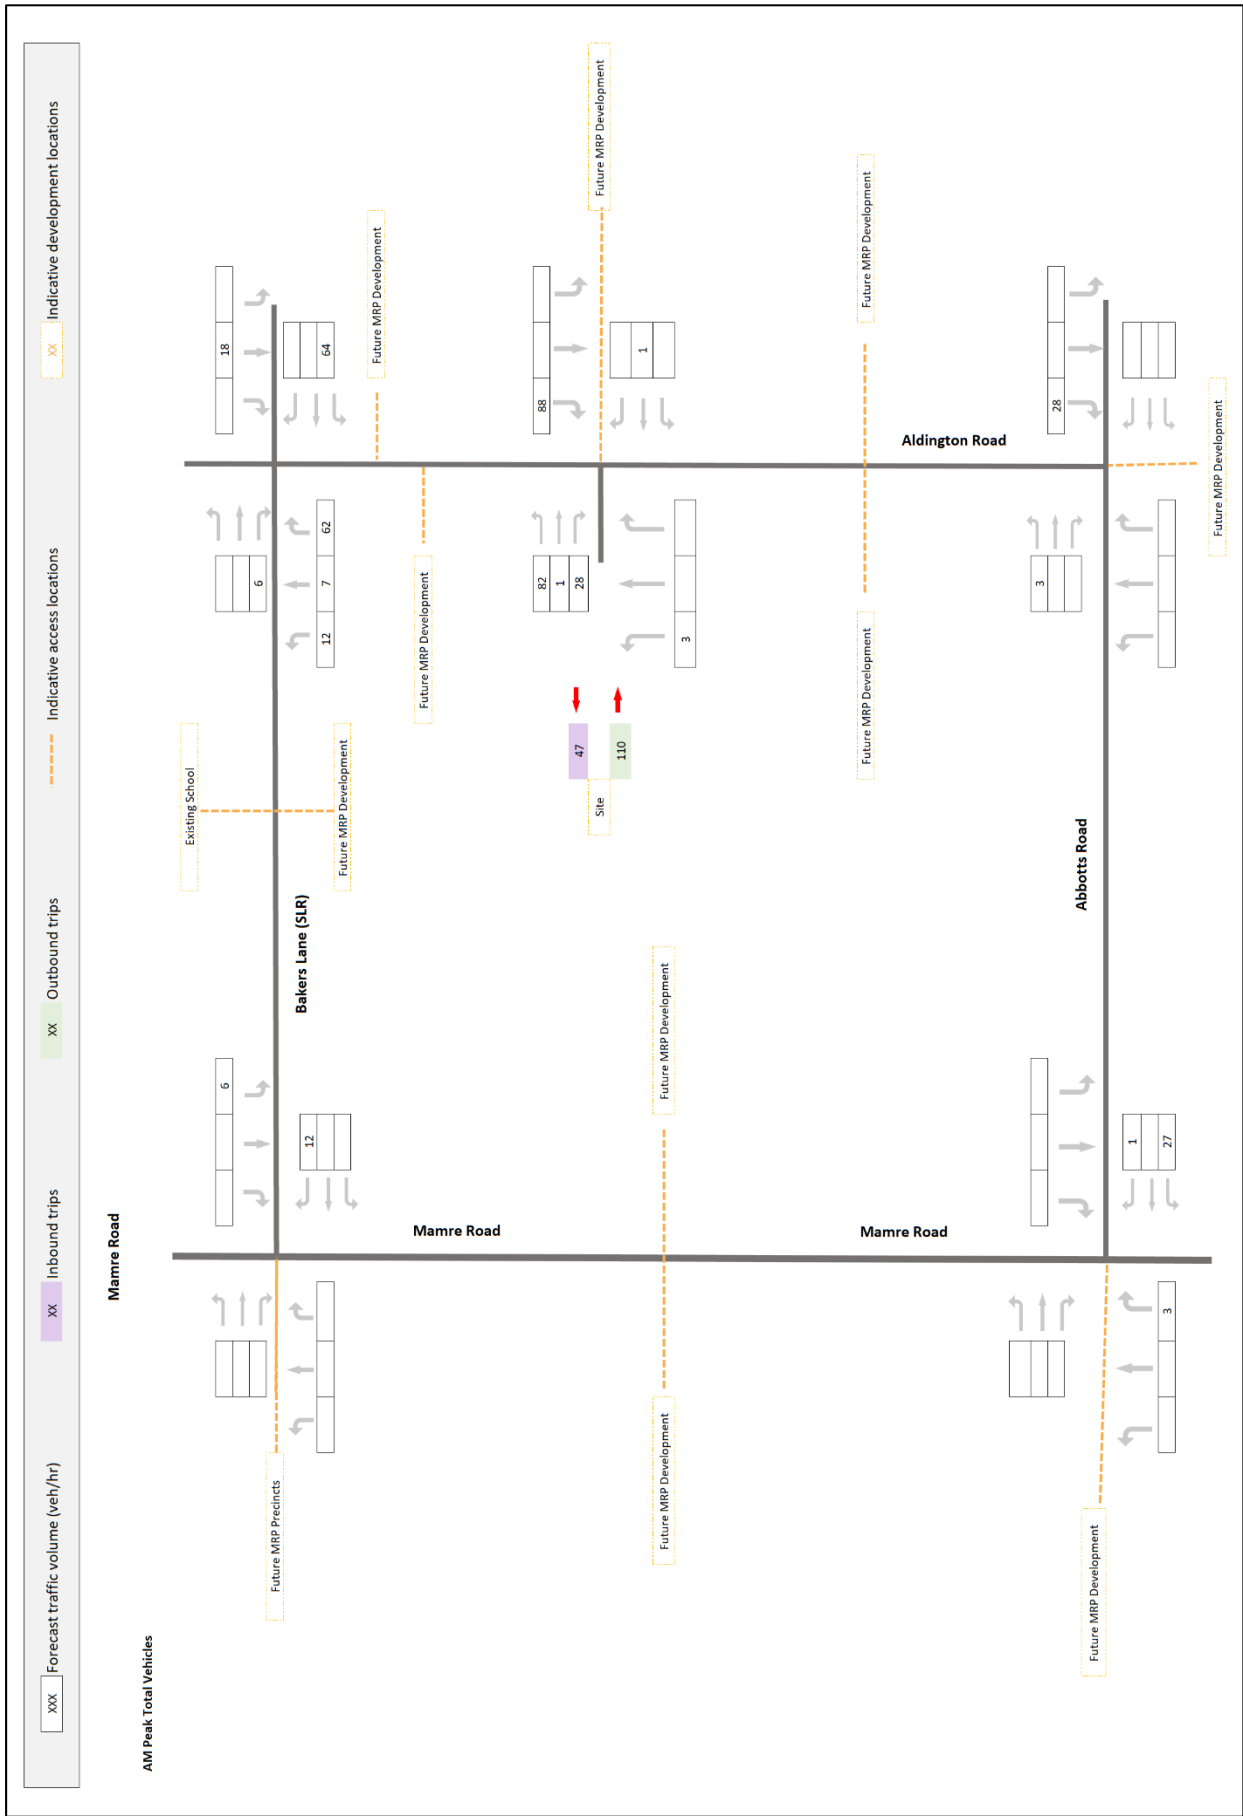 XXX Forecast traffic volume (veh/hr)
XX Inbound trips
XX Outbound trips
Indicative access locations
XX Indicative development locations
Mamre Road
AM Peak Total Vehicles
Existing School
6
18
6
Future MRP Precincts
Bakers Lane (SLR)
12
12 7 62
64
Future MRP Development
Future MRP Development
Future MRP Development
Mamre Road
82
88
1
47
28
Site
Future MRP Development
110
1
Future MRP Development
Future MRP Development
3
Future MRP Development
Future MRP Development
Mamre Road
Aldington Road
3
28
Abbotts Road
Future MRP Development
1
3
27
Future MRP Development